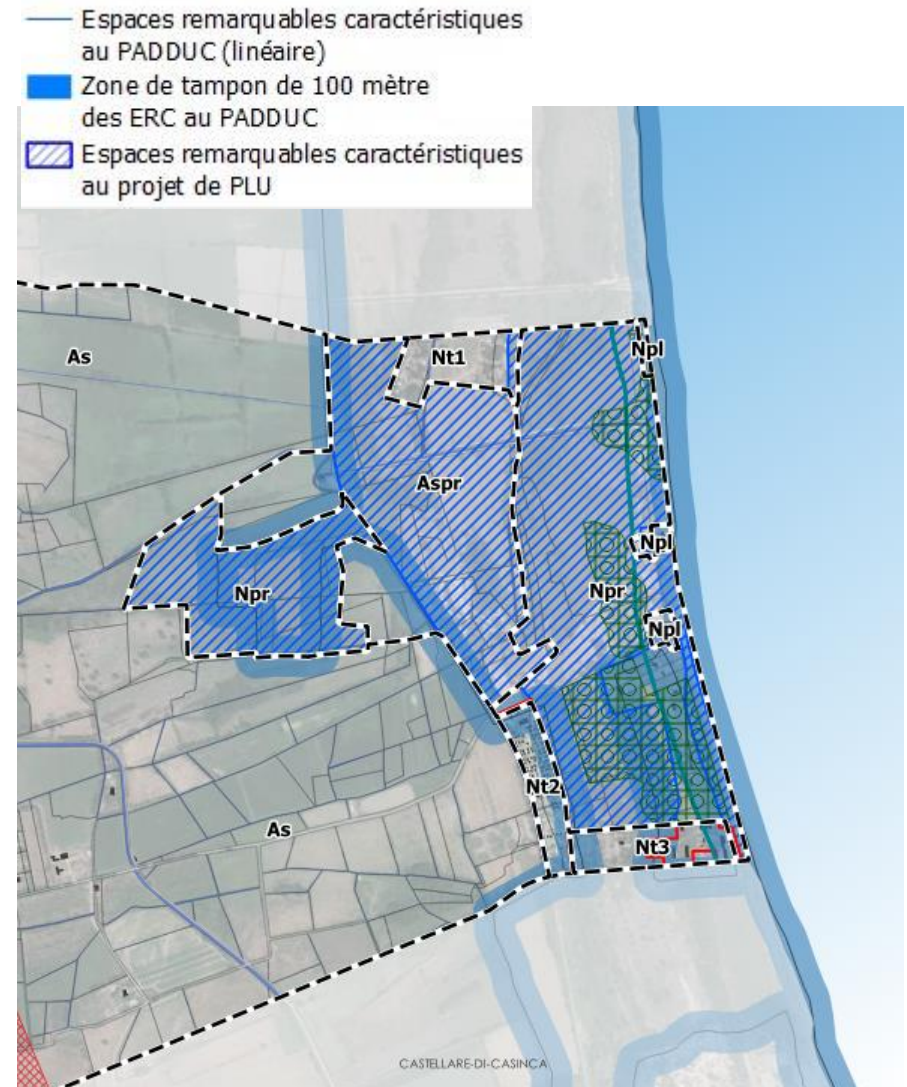 Espaces remarquables caractéristiques
au PADDUC (linéaire)
Zone de tampon de 100 mètre
des ERC au PADDUC
Espaces remarquables caractéristiques
au projet de PLU
Npl
As
Nt1
Aspr
Npl
Npr
Npr
Npl
Nt2
As
Nt3
CASTELLARE-DI-CASINCA